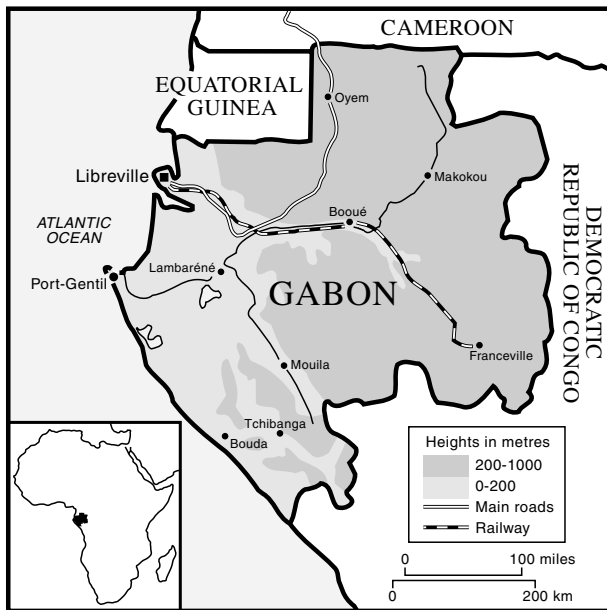 CAMEROON
EQUATORIAL
GUINEA
Oyem
Libreville
Makokou
ATLANTIC
OCEAN
Booué
Lambaréné
Port-Gentil
GABON
DEMOCRATIC
REPUBLIC OF CONGO
Franceville
Mouila
Tchibanga
Bouda
Heights in metres
200-1000
0-200
Main roads
Railway
0 100 miles
0 200 km